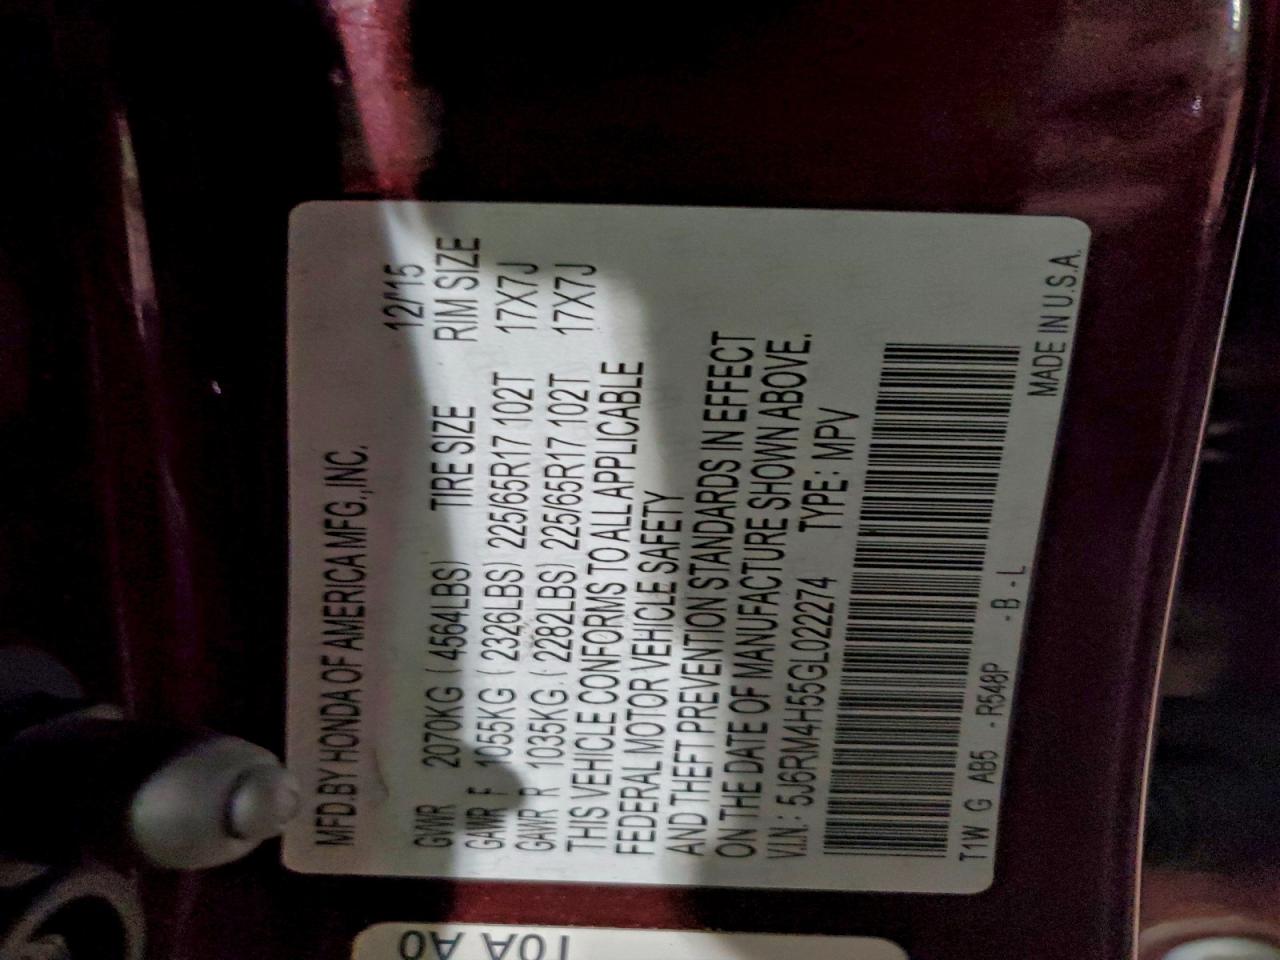 MFD.BY HONDA OF AMERICA MFG.,INC.
12/15
GVWR 2070KG ( 4564LBS) TIRE SIZE RIM SIZE
GAWR F 1055KG ( 2326LBS) 225/65R17 102T 17X7J
GAWR R 1035KG ( 2282LBS) 225/65R17 102T 17X7J
THIS VEHICLE CONFORMS TO ALL APPLICABLE
FEDERAL MOTOR VEHICLE SAFETY
AND THEFT PREVENTION STANDARDS IN EFFECT
ON THE DATE OF MANUFACTURE SHOWN ABOVE.
V.I.N.: 5J6RM4H55GL022274 TYPE: MPV
T1W G AB5 - R548P - B - L
MADE IN U.S.A.
T0A A0